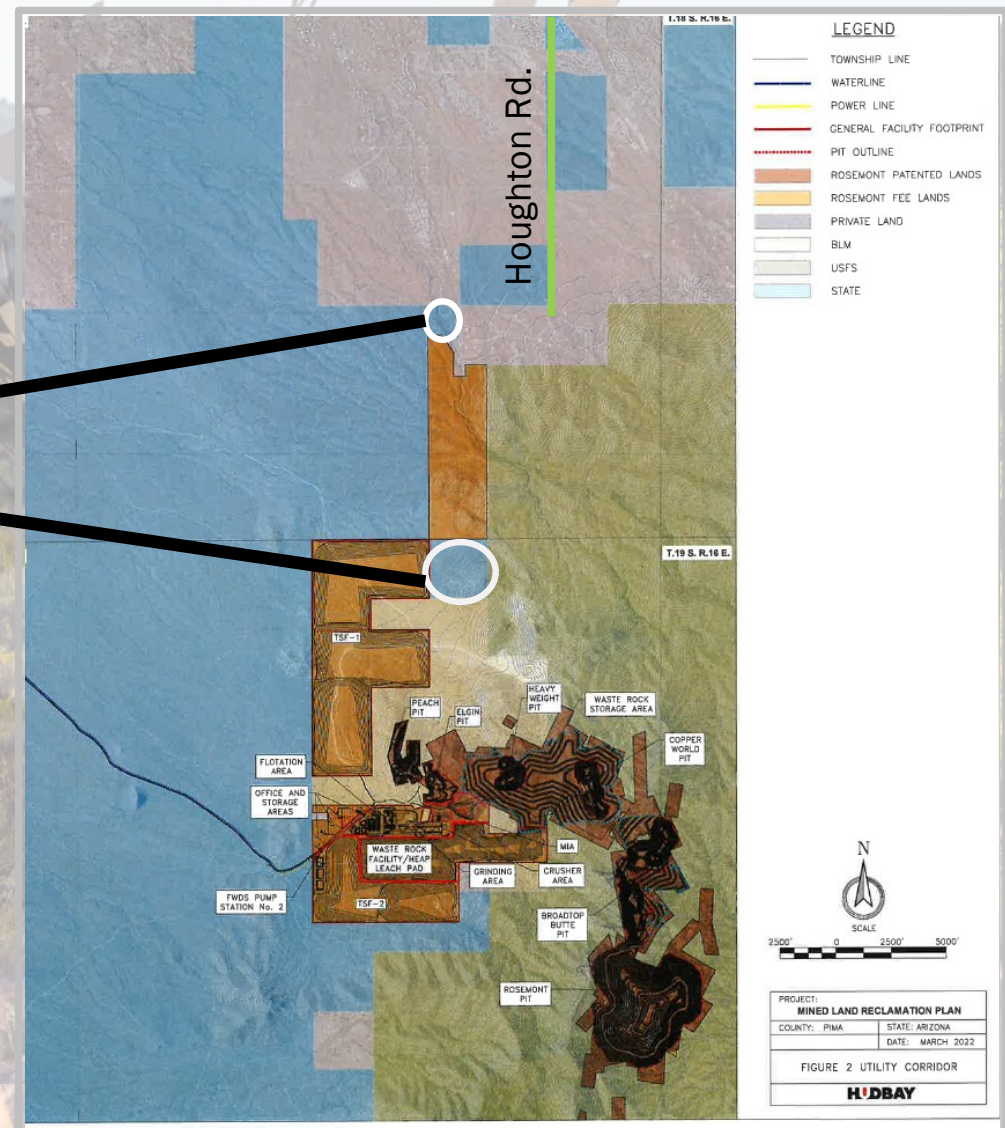 T.18 S. R.16 E.
Houghton Rd.
LEGEND
TOWNSHIP LINE
WATERLINE
POWER LINE
GENERAL FACILITY FOOTPRINT
PIT OUTLINE
ROSEMONT PATENTED LANDS
ROSEMONT FEE LANDS
PRIVATE LAND
BLM
USFS
STATE
T.19 S. R.16 E.
TSF-1
PEACH
PIT
ELGIN
PIT
HEAVY
WEIGHT
PIT
WASTE ROCK
STORAGE AREA
COPPER
WORLD
PIT
FLOTATION
AREA
OFFICE AND
STORAGE
AREAS
WASTE ROCK
FACILITY/HEAP
LEACH PAD
GRINDING
AREA
CRUSHER
AREA
MIA
FWDS PUMP
STATION No. 2
TSF-2
BROADTOP
BUTTE
PIT
ROSEMONT
PIT
N
SCALE
2500' 0 2500' 5000'
PROJECT:
MINED LAND RECLAMATION PLAN
COUNTY: PIMA
STATE: ARIZONA
DATE: MARCH 2022
FIGURE 2 UTILITY CORRIDOR
HUDBAY